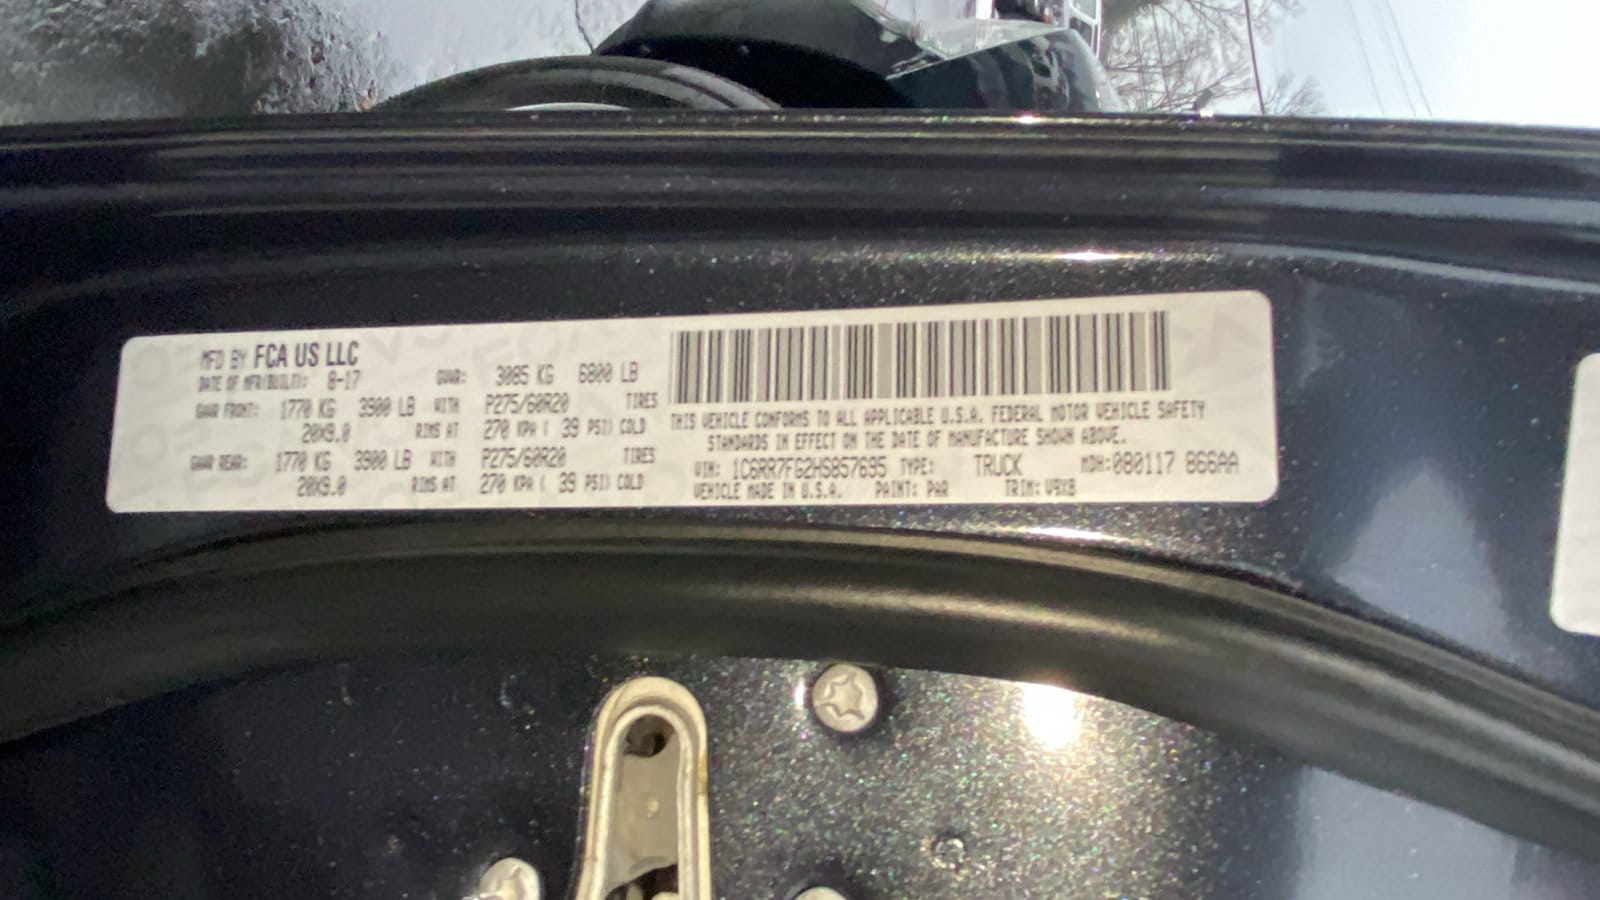 MFD BY FCA US LLC
DATE OF MFR(BUILT): 8-17 GVWR: 3085 KG 6800 LB
GAWR FRONT: 1770 KG 3900 LB WITH P275/60R20 TIRES
20X9.0 RIMS AT 270 KPA ( 39 PSI) COLD
GAWR REAR: 1770 KG 3900 LB WITH P275/60R20 TIRES
20X9.0 RIMS AT 270 KPA ( 39 PSI) COLD
THIS VEHICLE CONFORMS TO ALL APPLICABLE U.S.A. FEDERAL MOTOR VEHICLE SAFETY
STANDARDS IN EFFECT ON THE DATE OF MANUFACTURE SHOWN ABOVE.
VIN: 1C6RR7FG2HS857695 TYPE: TRUCK MDH: 080117 866AA
VEHICLE MADE IN U.S.A. PAINT: PAR TRIM: V9X8